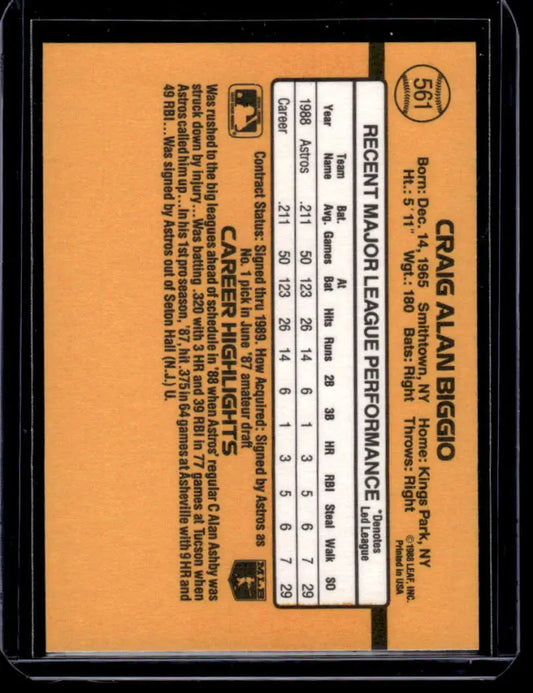 561
CRAIG ALAN BIGGIO
Born: Dec. 14, 1965 Smithtown, NY Home: Kings Park, NY
Ht.: 5' 11" Wgt.: 180 Bats: Right Throws: Right
©1988 LEAF, INC.
Printed in USA
RECENT MAJOR LEAGUE PERFORMANCE
*Denotes
Led League
Year Team Name Bat. Avg. Games At Bat Hits Runs 2B 3B HR RBI Steal Walk SO
1988 Astros .211 50 123 26 14 6 1 3 5 6 7 29
Career .211 50 123 26 14 6 1 3 5 6 7 29
Contract Status: Signed thru 1989. How Acquired: Signed by Astros as
No. 1 pick in June '87 amateur draft
CAREER HIGHLIGHTS
MLB
Was rushed to the big leagues ahead of schedule in '88 when Astros' regular C Alan Ashby was
struck down by injury ... Was batting .320 with 3 HR and 39 RBI in 77 games at Tucson when
Astros called him up ... In his 1st pro season, '87, hit .375 in 64 games at Asheville with 9 HR and
49 RBI ... Was signed by Astros out of Seton Hall (N.J.) U.